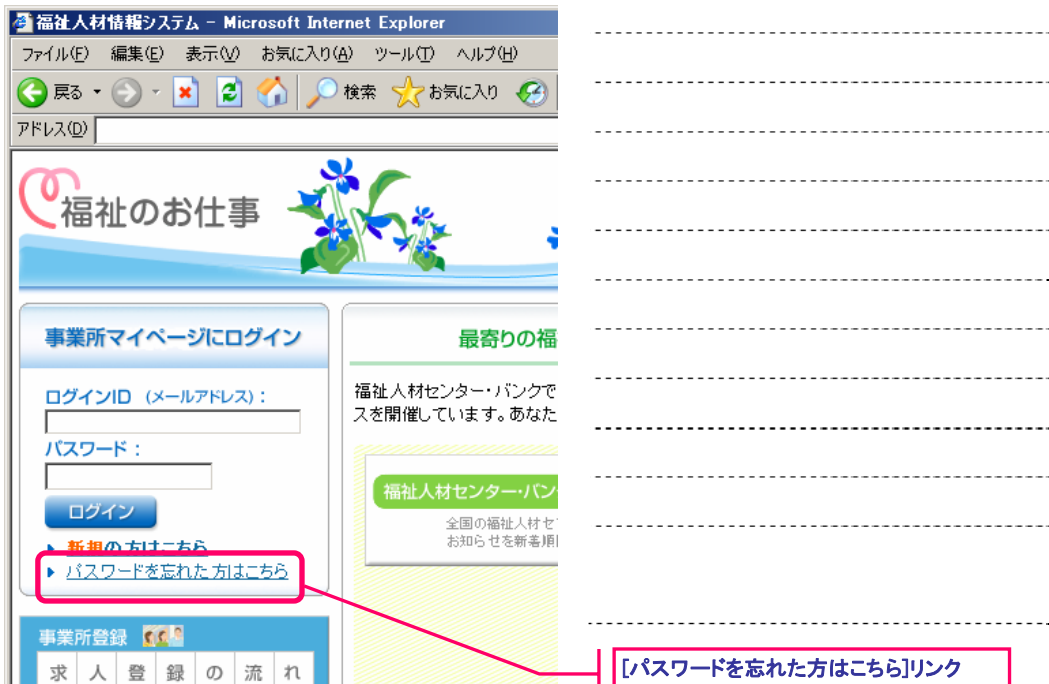 福祉人材情報システム - Microsoft Internet Explorer
ファイル(F) 編集(E) 表示(V) お気に入り(A) ツール(T) ヘルプ(H)
戻る 検索 お気に入り
アドレス(D)
福祉のお仕事
事業所マイページにログイン
ログインID (メールアドレス)：
パスワード：
ログイン
新規の方はこちら
パスワードを忘れた方はこちら
事業所登録
求人登録の流れ
最寄りの福
福祉人材センター・バンクで
スを開催しています。あなた
福祉人材センター・バン
全国の福祉人材セ
お知らせを新着順
[パスワードを忘れた方はこちら]リンク